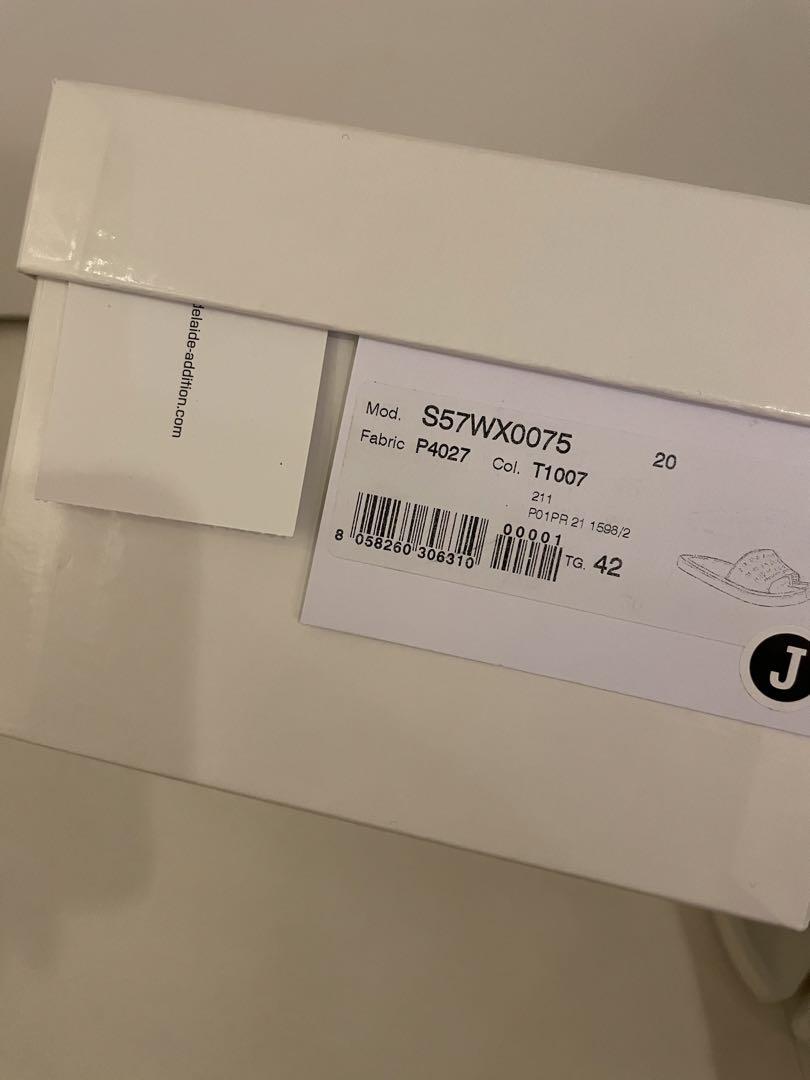 delaide-addition.com
Mod. S57WX0075 20
Fabric P4027 Col. T1007
211
P01PR 21 1598/2
00001
8 058260 306310
TG. 42
J